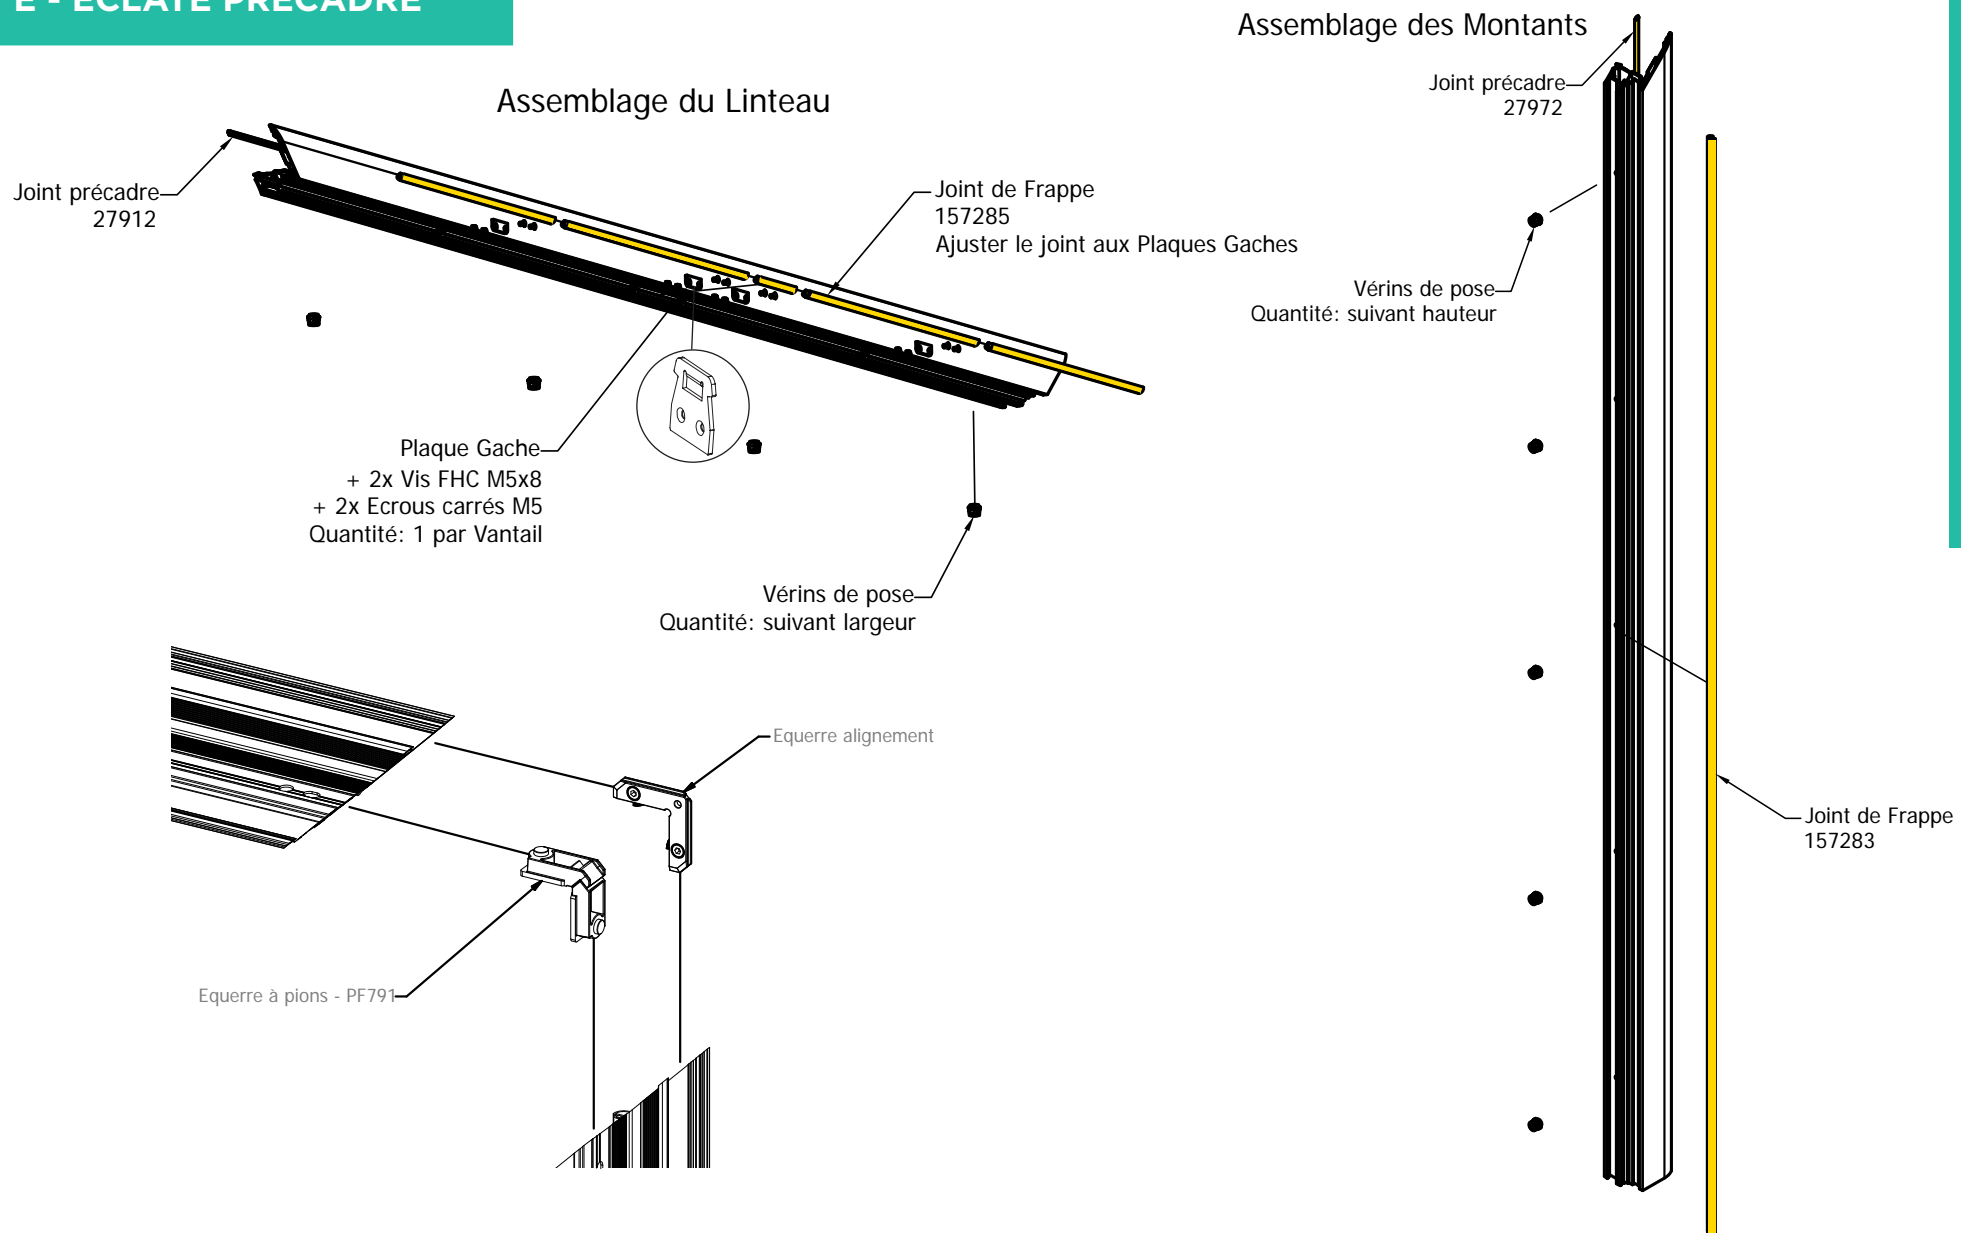 E - ECLATE PRECADRE
Assemblage du Linteau
Joint précadre
27912
Joint de Frappe
157285
Ajuster le joint aux Plaques Gaches
Plaque Gache
+ 2x Vis FHC M5x8
+ 2x Ecrous carrés M5
Quantité: 1 par Vantail
Vérins de pose
Quantité: suivant largeur
Equerre alignement
Equerre à pions - PF791
Assemblage des Montants
Joint précadre
27972
Vérins de pose
Quantité: suivant hauteur
Joint de Frappe
157283